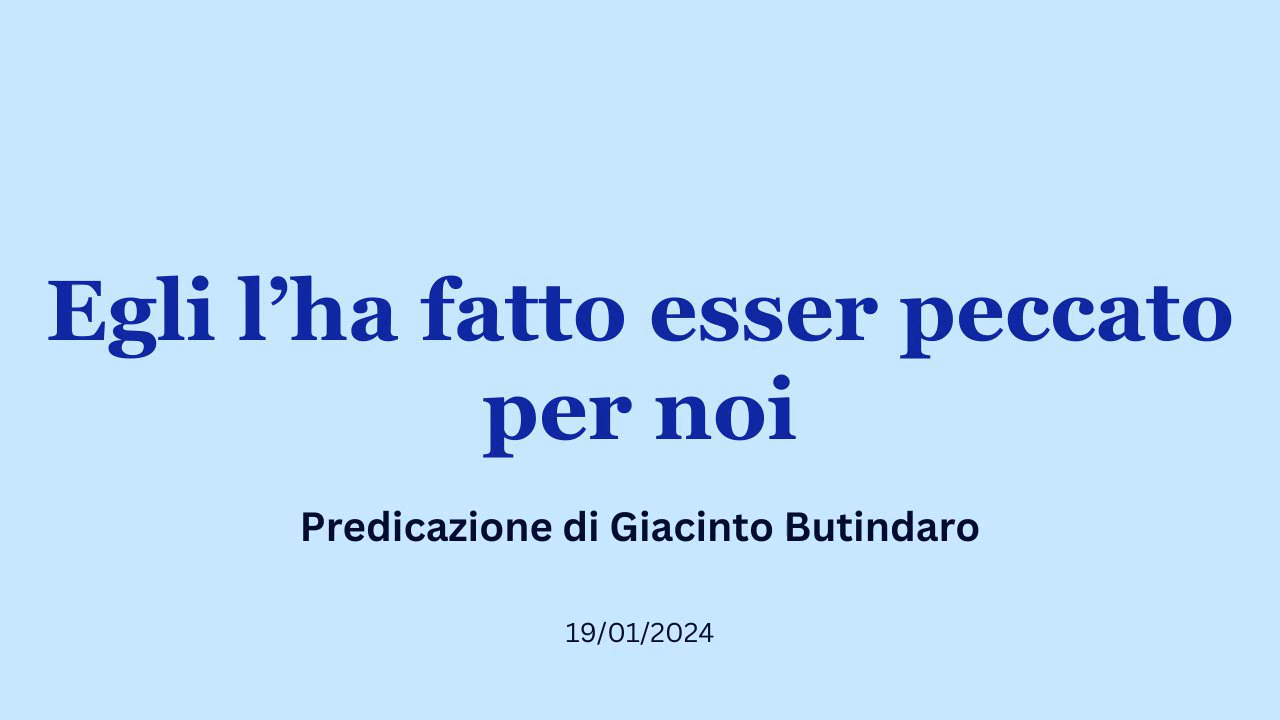 Egli l’ha fatto esser peccato
per noi
Predicazione di Giacinto Butindaro
19/01/2024